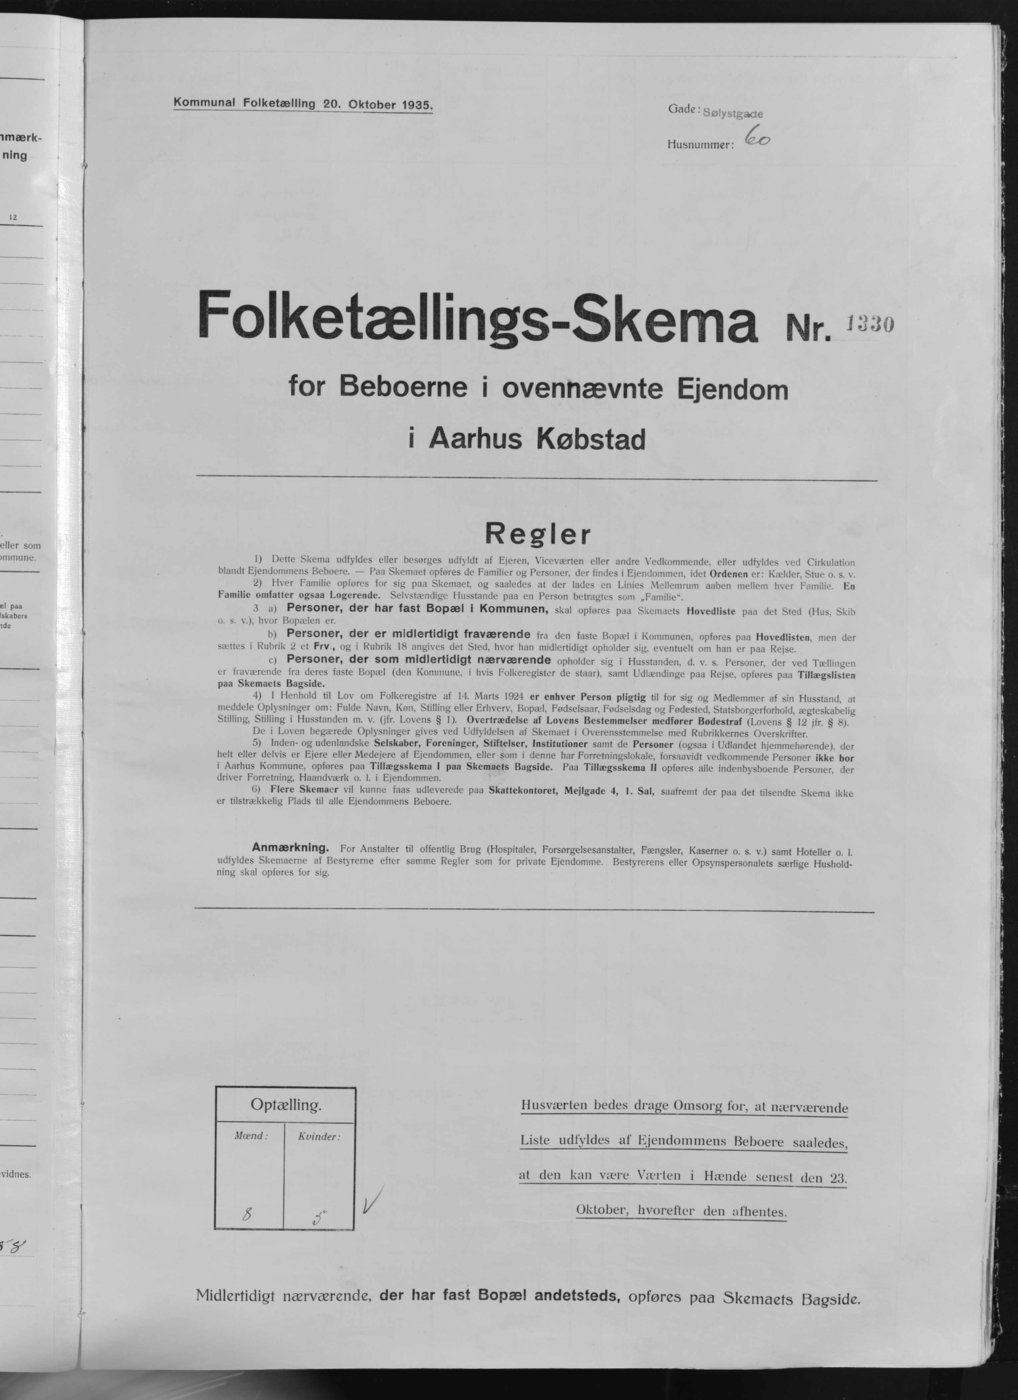 nmærk-
ning
12
eller som
ommune.
el paa
lskabers
nde
vidnes.
58
Kommunal Folketælling 20. Oktober 1935.
Gade: Sølystgade
Husnummer: 60
Folketællings-Skema Nr. 1330
for Beboerne i ovennævnte Ejendom
i Aarhus Købstad
Regler
1) Dette Skema udfyldes eller besørges udfyldt af Ejeren, Viceværten eller andre Vedkommende, eller udfyldes ved Cirkulation
blandt Ejendommens Beboere. — Paa Skemaet opføres de Familier og Personer, der findes i Ejendommen, idet Ordenen er: Kælder, Stue o. s. v.
2) Hver Familie opføres for sig paa Skemaet, og saaledes at der lades en Linies Mellemrum aaben mellem hver Familie. En
Familie omfatter ogsaa Logerende. Selvstændige Husstande paa en Person betragtes som „Familie“.
3 a) Personer, der har fast Bopæl i Kommunen, skal opføres paa Skemaets Hovedliste paa det Sted (Hus, Skib
o. s. v.), hvor Bopælen er.
b) Personer, der er midlertidigt fraværende fra den faste Bopæl i Kommunen, opføres paa Hovedlisten, men der
sættes i Rubrik 2 et Frv., og i Rubrik 18 angives det Sted, hvor han midlertidigt opholder sig, eventuelt om han er paa Rejse.
c) Personer, der som midlertidigt nærværende opholder sig i Husstanden, d. v. s. Personer, der ved Tællingen
er fraværende fra deres faste Bopæl (den Kommune, i hvis Folkeregister de staar), samt Udlændinge paa Rejse, opføres paa Tillægslisten
paa Skemaets Bagside.
4) I Henhold til Lov om Folkeregistre af 14. Marts 1924 er enhver Person pligtig til for sig og Medlemmer af sin Husstand, at
meddele Oplysninger om: Fulde Navn, Køn, Stilling eller Erhverv, Bopæl, Fødselsaar, Fødselsdag og Fødested, Statsborgerforhold, ægteskabelig
Stilling, Stilling i Husstanden m. v. (jfr. Lovens § 1). Overtrædelse af Lovens Bestemmelser medfører Bødestraf (Lovens § 12 jfr. § 8).
De i Loven begærede Oplysninger gives ved Udfyldelsen af Skemaet i Overensstemmelse med Rubrikkernes Overskrifter.
5) Inden- og udenlandske Selskaber, Foreninger, Stiftelser, Institutioner samt de Personer (ogsaa i Udlandet hjemmehørende), der
helt eller delvis er Ejere eller Medejere af Ejendommen, eller som i denne har Forretningslokale, forsaavidt vedkommende Personer ikke bor
i Aarhus Kommune, opføres paa Tillægsskema I paa Skemaets Bagside. Paa Tillægsskema II opføres alle indenbysboende Personer, der
driver Forretning, Haandværk o. l. i Ejendommen.
6) Flere Skemaer vil kunne faas udleverede paa Skattekontoret, Mejlgade 4, 1. Sal, saafremt der paa det tilsendte Skema ikke
er tilstrækkelig Plads til alle Ejendommens Beboere.
Anmærkning. For Anstalter til offentlig Brug (Hospitaler, Forsørgelsesanstalter, Fængsler, Kaserner o. s. v.) samt Hoteller o. l.
udfyldes Skemaerne af Bestyrerne efter samme Regler som for private Ejendomme. Bestyrerens eller Opsynspersonalets særlige Hushold-
ning skal opføres for sig.
Optælling.
Mænd: Kvinder:
8 5
Husværten bedes drage Omsorg for, at nærværende
Liste udfyldes af Ejendommens Beboere saaledes,
at den kan være Værten i Hænde senest den 23.
Oktober, hvorefter den afhentes.
Midlertidigt nærværende, der har fast Bopæl andetsteds, opføres paa Skemaets Bagside.